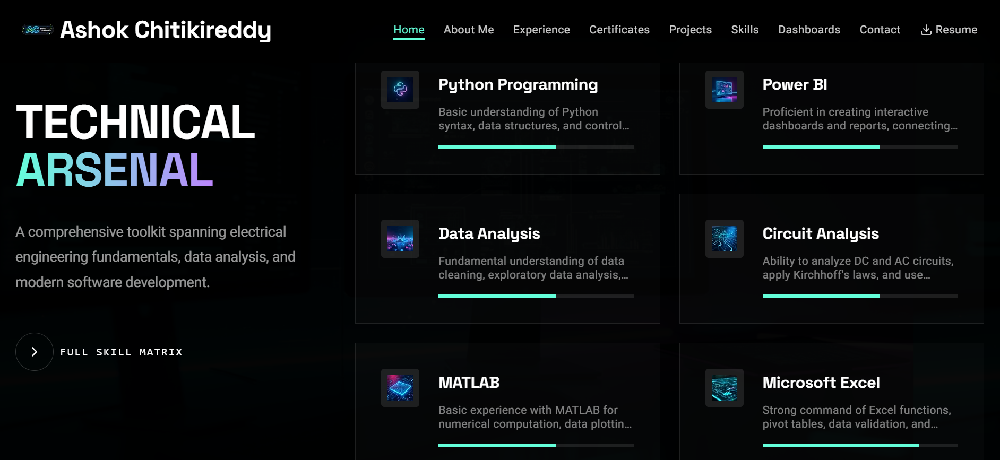 AC Ashok Chitikireddy
Ashok Chitikireddy
Home About Me Experience Certificates Projects Skills Dashboards Contact Resume
TECHNICAL
ARSENAL
A comprehensive toolkit spanning electrical
engineering fundamentals, data analysis, and
modern software development.
FULL SKILL MATRIX
Python Programming
Basic understanding of Python
syntax, data structures, and control...
Power BI
Proficient in creating interactive
dashboards and reports, connecting...
Data Analysis
Fundamental understanding of data
cleaning, exploratory data analysis,...
Circuit Analysis
Ability to analyze DC and AC circuits,
apply Kirchhoff's laws, and use...
MATLAB
Basic experience with MATLAB for
numerical computation, data plottin...
Microsoft Excel
Strong command of Excel functions,
pivot tables, data validation, and...